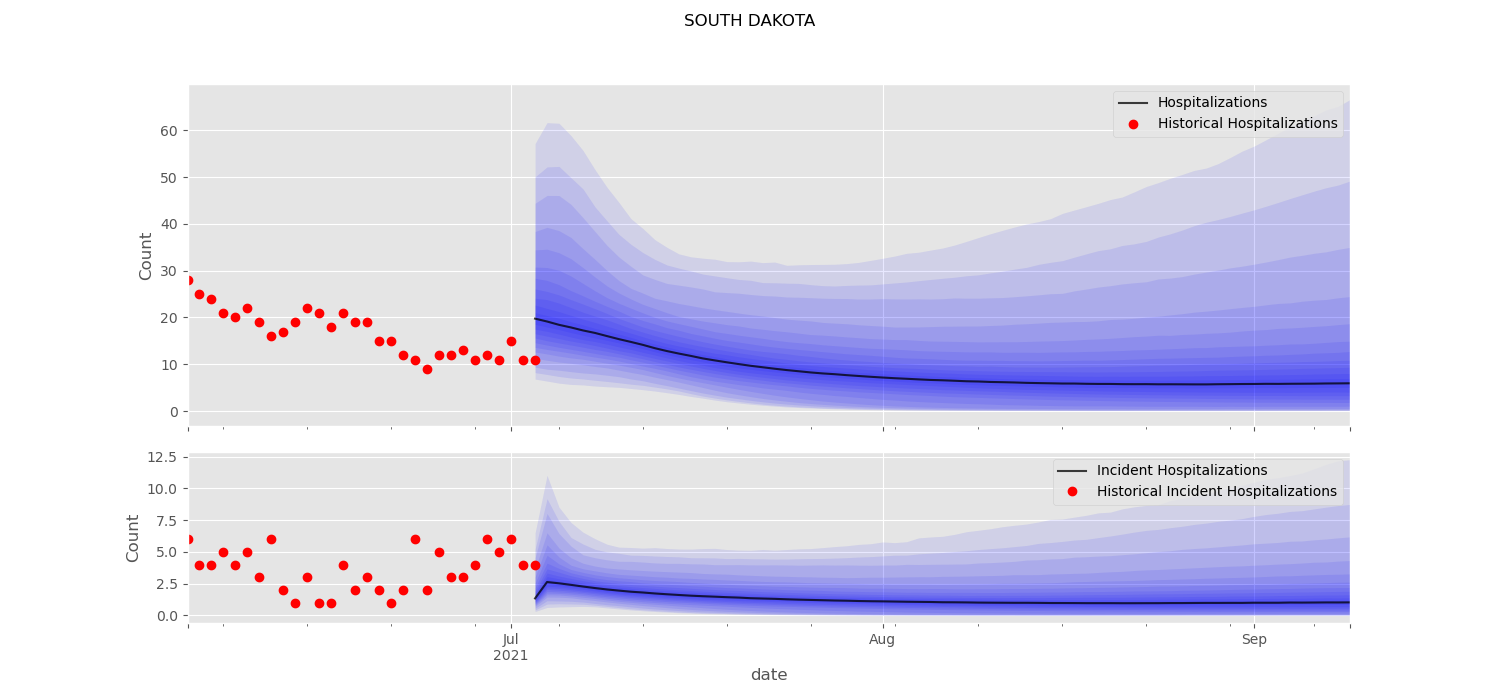 SOUTH DAKOTA
Hospitalizations
Historical Hospitalizations
60
50
40
30
20
10
0
Count
Incident Hospitalizations
Historical Incident Hospitalizations
12.5
10.0
7.5
5.0
2.5
0.0
Count
Jul
2021
Aug
Sep
date